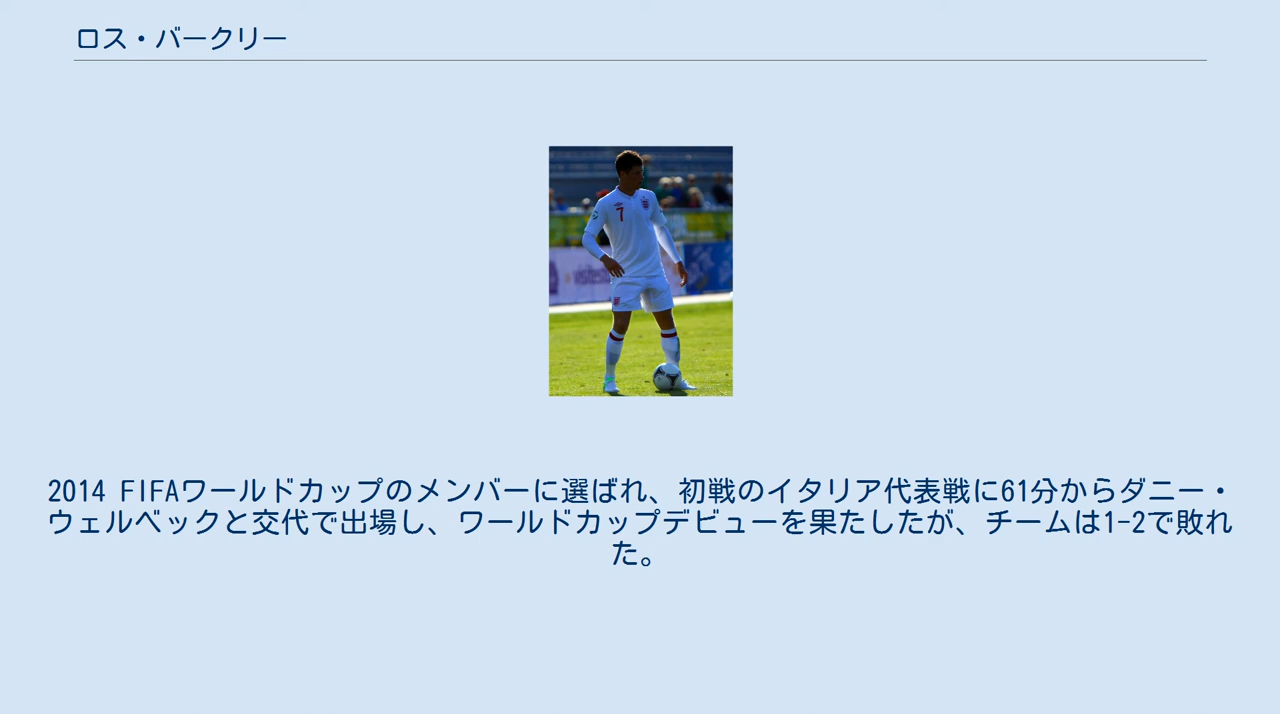 ロス・バークリー
7
2014 FIFAワールドカップのメンバーに選ばれ、初戦のイタリア代表戦に61分からダニー・
ウェルベックと交代で出場し、ワールドカップデビューを果たしたが、チームは1-2で敗れ
た。